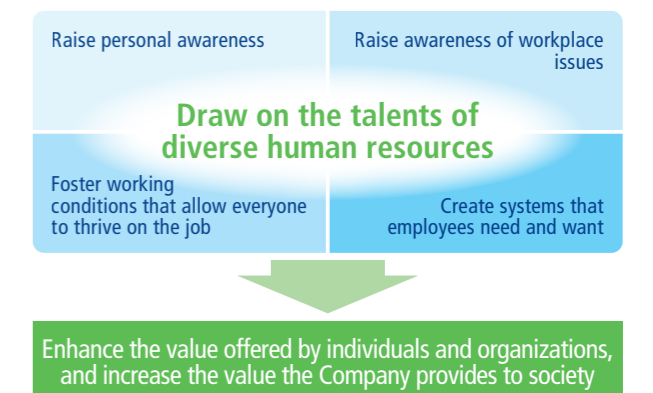 Raise personal awareness
Raise awareness of workplace
issues
Draw on the talents of
diverse human resources
Foster working
conditions that allow everyone
to thrive on the job
Create systems that
employees need and want
Enhance the value offered by individuals and organizations,
and increase the value the Company provides to society